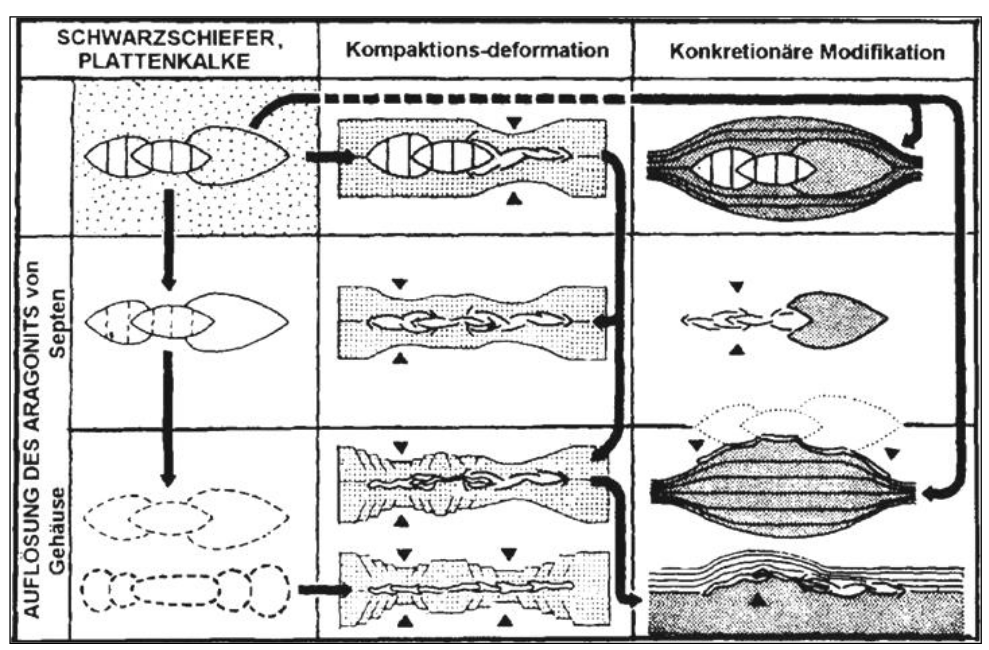 SCHWARZSCHIEFER,
PLATTENKALKE
Kompaktions-deformation
Konkretionäre Modifikation
AUFLÖSUNG DES ARAGONITS von
Septen
Gehäuse